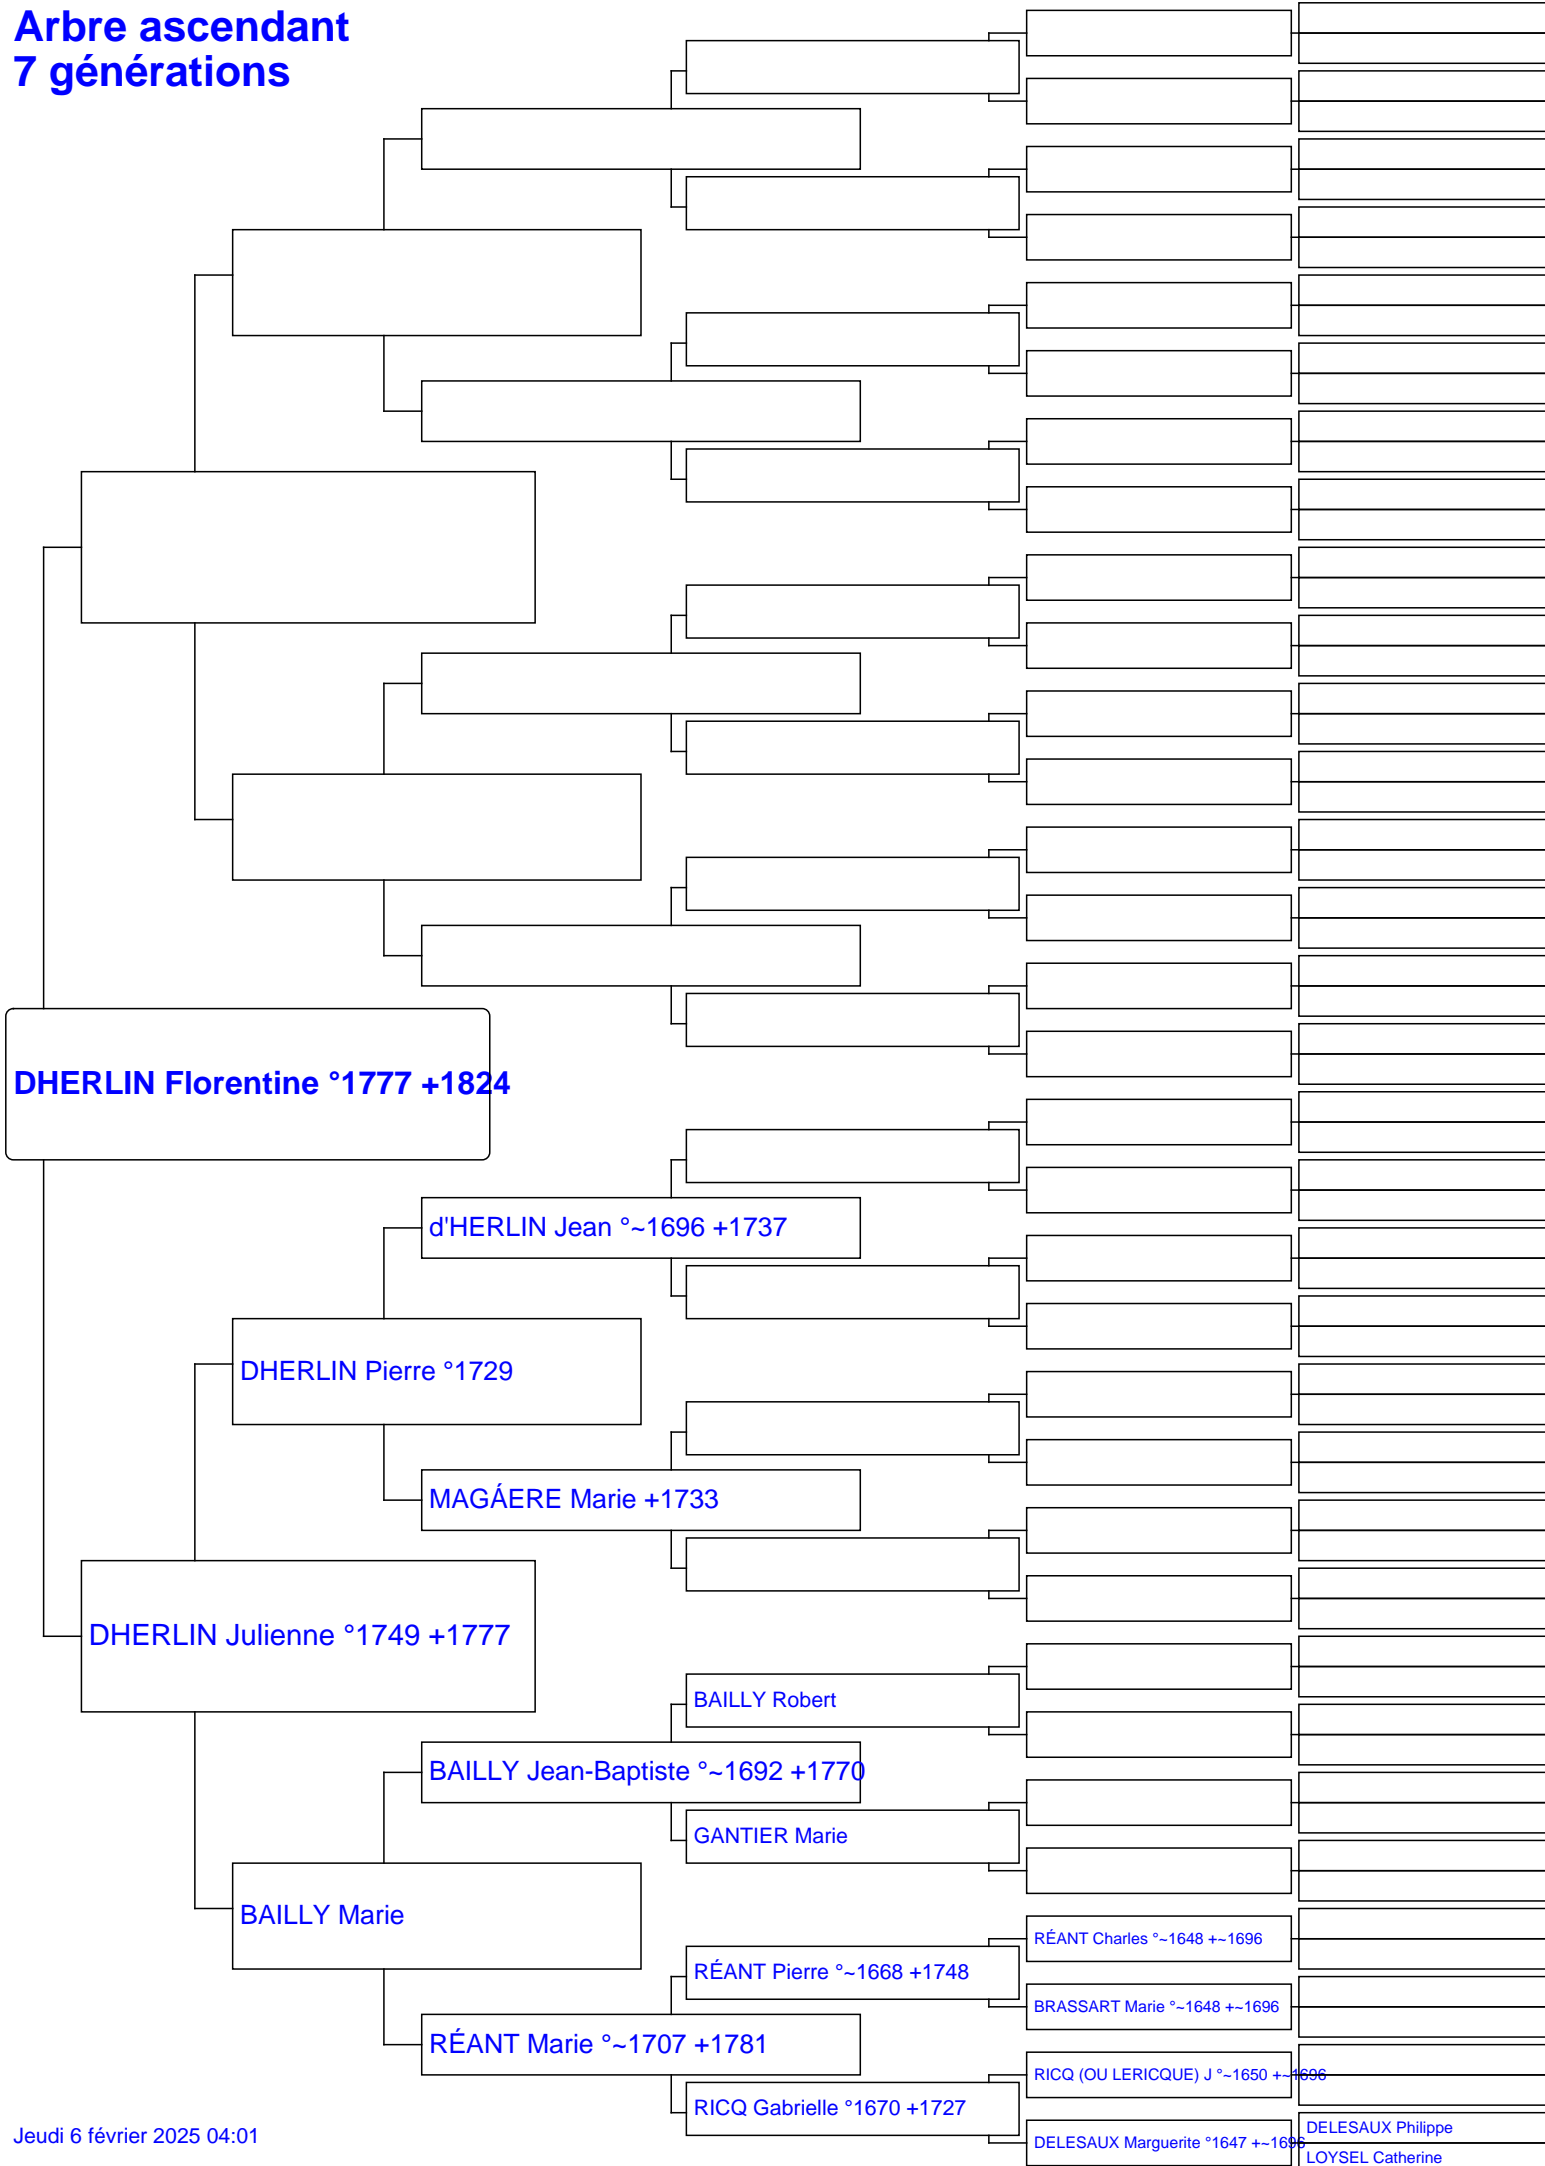 Arbre ascendant
7 générations
DHERLIN Florentine °1777 +1824
d'HERLIN Jean °~1696 +1737
DHERLIN Pierre °1729
MAGÁERE Marie +1733
DHERLIN Julienne °1749 +1777
BAILLY Robert
BAILLY Jean-Baptiste °~1692 +1770
GANTIER Marie
BAILLY Marie
RÉANT Charles °~1648 +~1696
RÉANT Pierre °~1668 +1748
BRASSART Marie °~1648 +~1696
RÉANT Marie °~1707 +1781
RICQ (OU LERICQUE) J °~1650 +~1696
RICQ Gabrielle °1670 +1727
DELESAUX Philippe
DELESAUX Marguerite °1647 +~1696
LOYSEL Catherine
Jeudi 6 février 2025 04:01